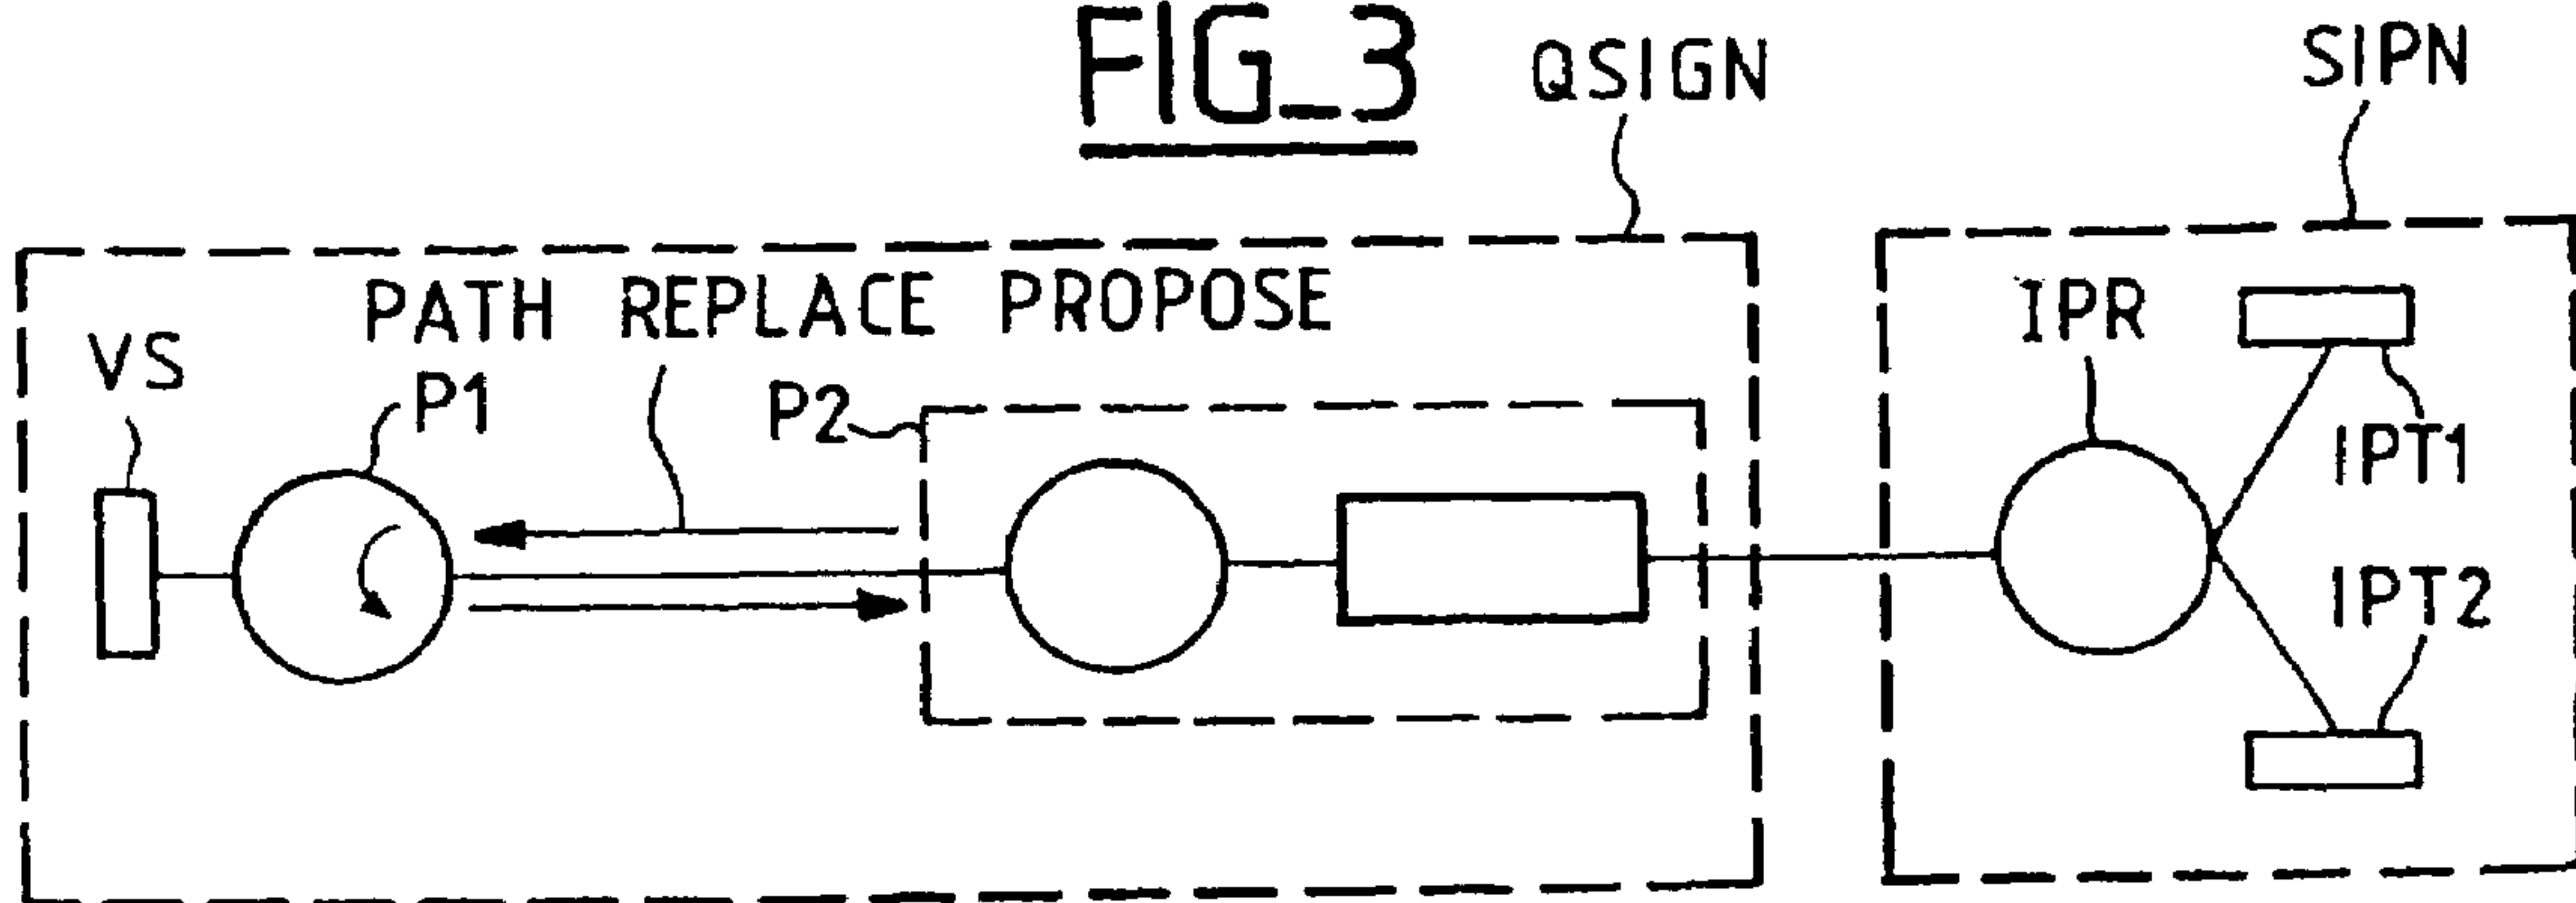 FIG_3
QSIGN
SIPN
PATH REPLACE PROPOSE
IPR
VS
P1
P2
IPT1
IPT2